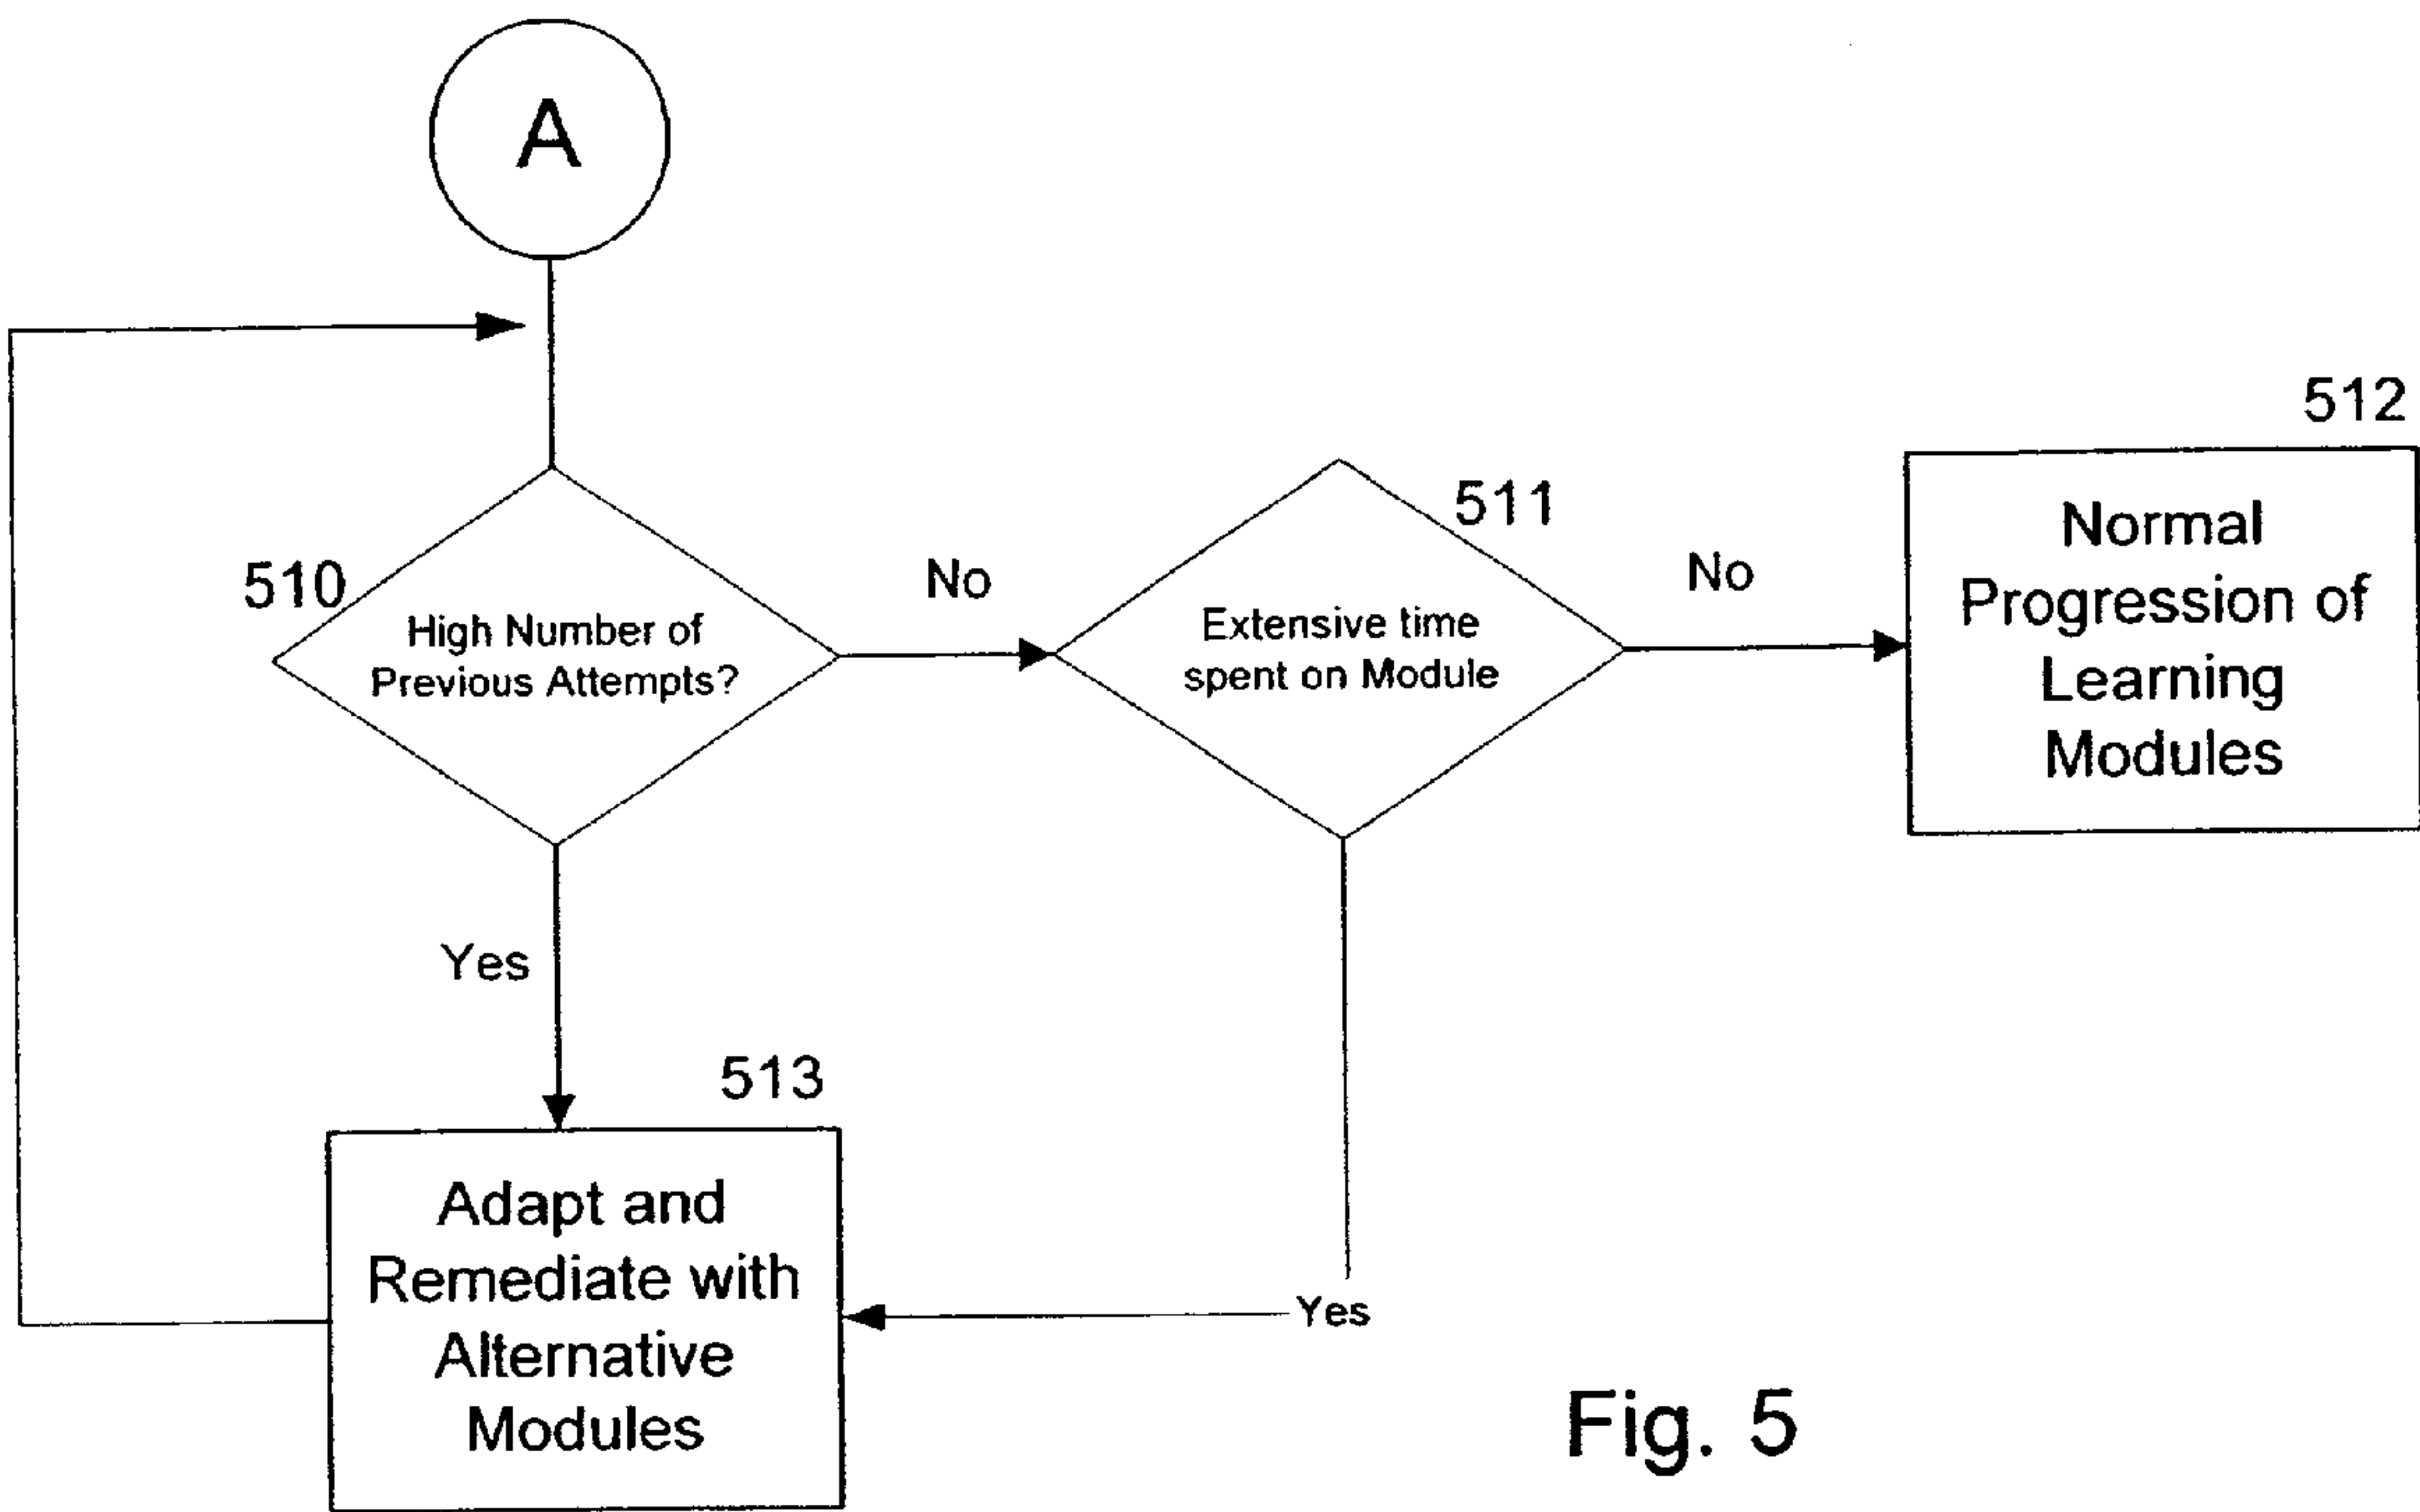 A
512
511
510
No
No
Normal
Progression of
Learning
Modules
High Number of
Previous Attempts?
Extensive time
spent on Module
Yes
513
Adapt and
Remediate with
Alternative
Modules
Yes
Fig. 5